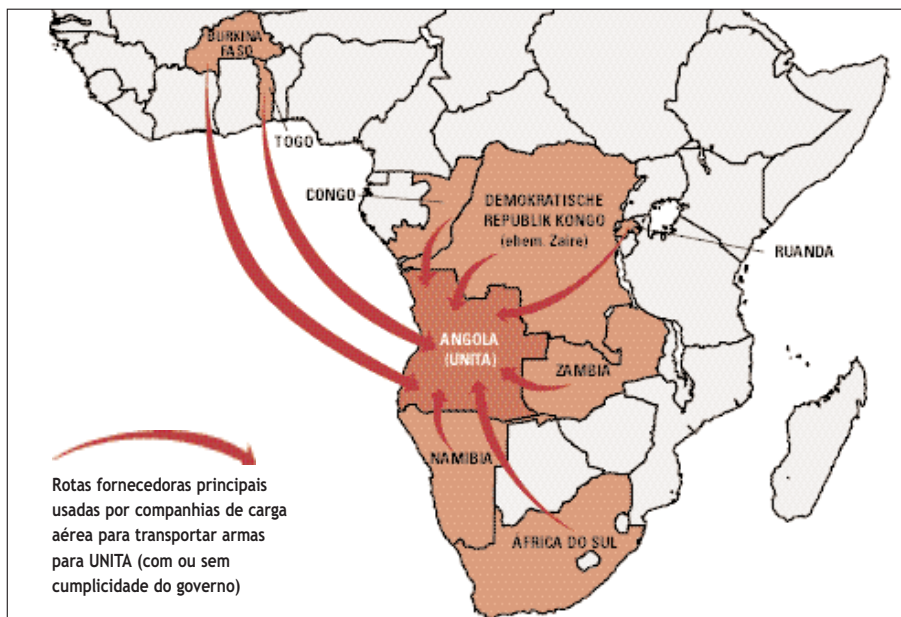 BURKINA
FASO
TOGO
CONGO
DEMOKRATISCHE
REPUBLIK KONGO
(ehem. Zaire)
RUANDA
ANGOLA
(UNITA)
ZAMBIA
NAMIBIA
ÁFRICA DO SUL
Rotas fornecedoras principais
usadas por companhias de carga
aérea para transportar armas
para UNITA (com ou sem
cumplicidade do governo)